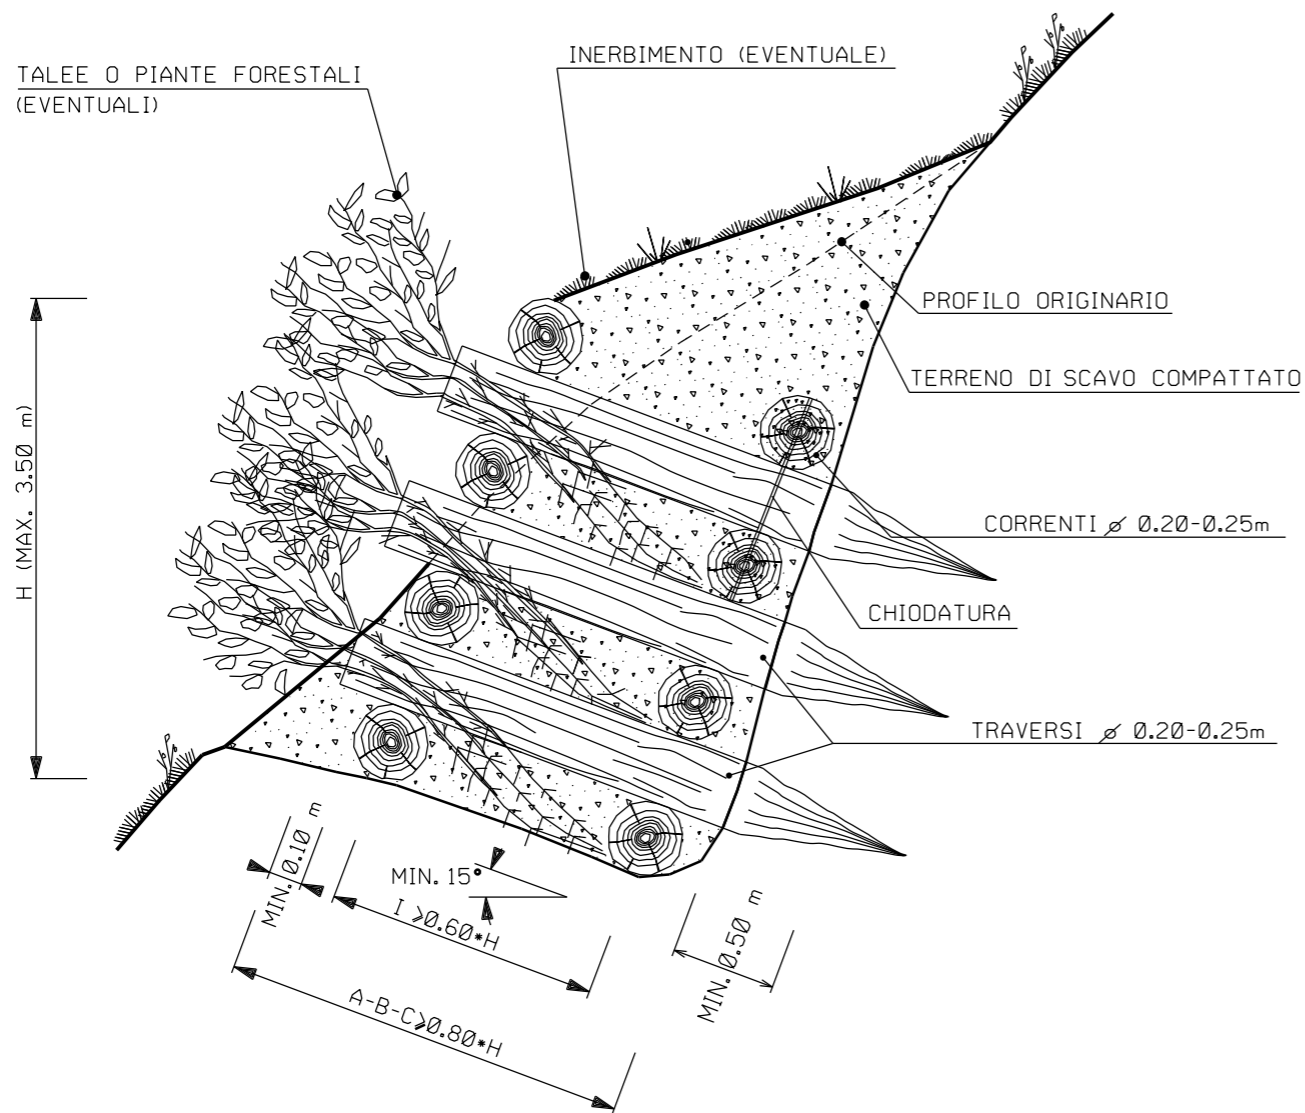 INERBIMENTO (EVENTUALE)
TALEE O PIANTE FORESTALI
(EVENTUALI)
PROFILO ORIGINARIO
TERRENO DI SCAVO COMPATTATO
H (MAX. 3.50 m)
CORRENTI ⌀ 0.20-0.25m
CHIODATURA
TRAVERSI ⌀ 0.20-0.25m
MIN. 0.10 m
MIN. 15°
I ⩾0.60*H
MIN. 0.50 m
A-B-C⩾0.80*H